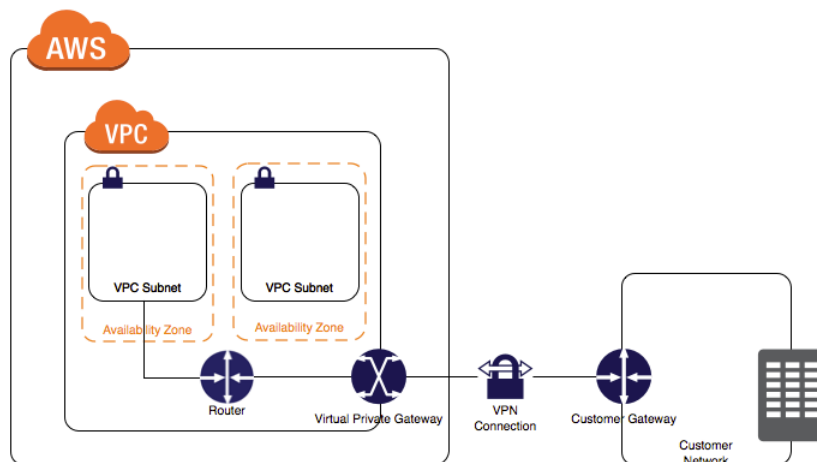 AWS
VPC
VPC Subnet
VPC Subnet
Availability Zone
Availability Zone
Router
Virtual Private Gateway
VPN
Connection
Customer Gateway
Customer
Network